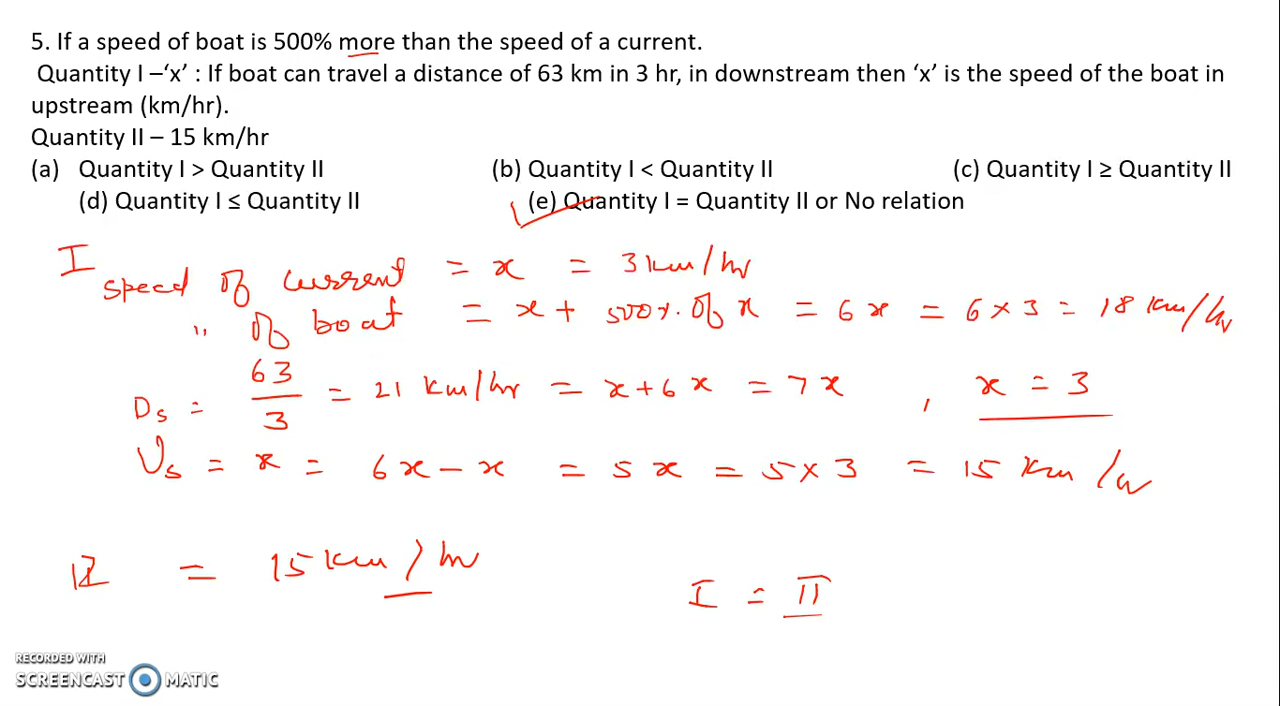 5. If a speed of boat is 500% more than the speed of a current.
Quantity I –‘x’ : If boat can travel a distance of 63 km in 3 hr, in downstream then ‘x’ is the speed of the boat in
upstream (km/hr).
Quantity II – 15 km/hr
(a) Quantity I > Quantity II (b) Quantity I < Quantity II (c) Quantity I ≥ Quantity II
(d) Quantity I ≤ Quantity II (e) Quantity I = Quantity II or No relation
I
speed of current = x = 3 km/hr
" of boat = x + 500%. of x = 6x = 6 × 3 = 18 km/hr
Ds = 63/3 = 21 km/hr = x+6x = 7x , x = 3
Us = x = 6x - x = 5x = 5×3 = 15 km/hr
II = 15 km/hr
I = II
RECORDED WITH
SCREENCAST MATIC